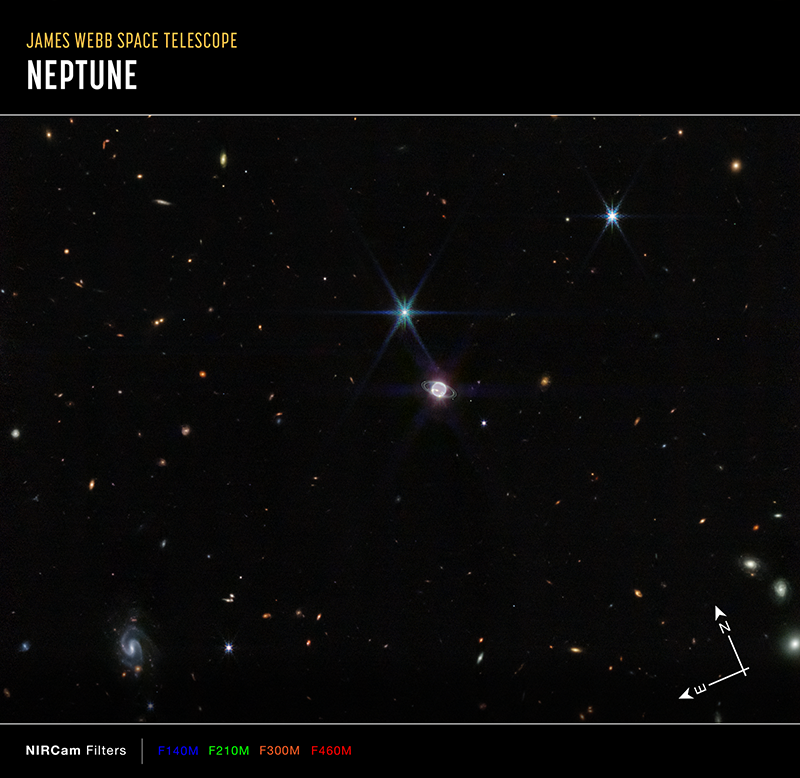 JAMES WEBB SPACE TELESCOPE
NEPTUNE
N
E
NIRCam Filters F140M F210M F300M F460M